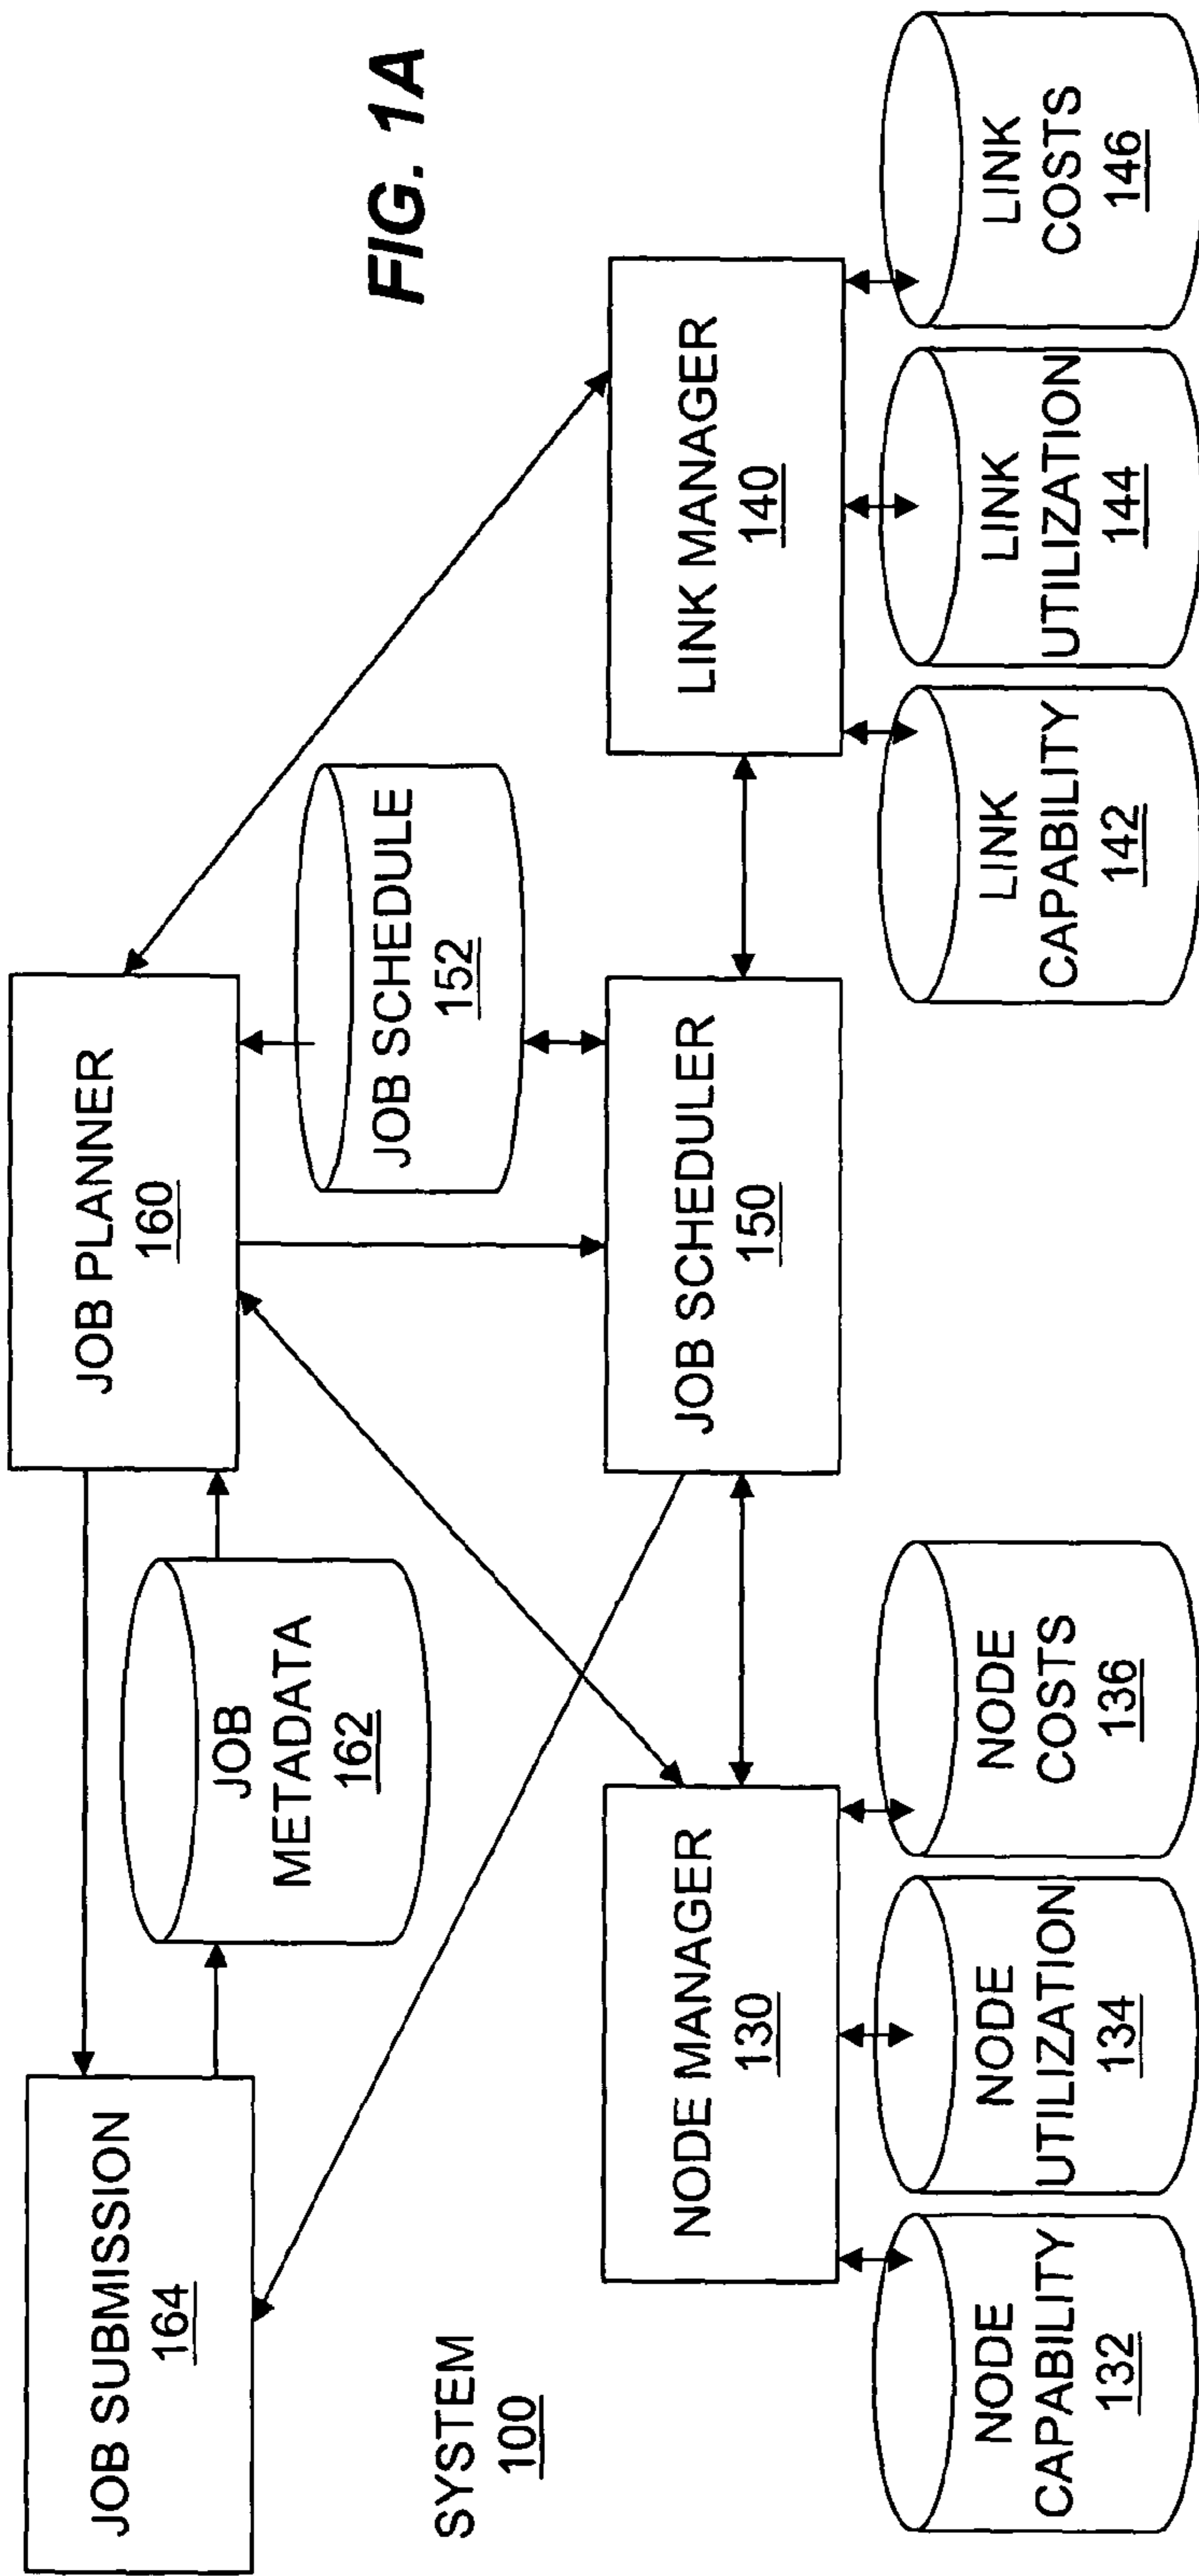 FIG. 1A
JOB SUBMISSION
164
JOB
METADATA
162
JOB PLANNER
160
JOB SCHEDULE
152
SYSTEM
100
NODE MANAGER
130
JOB SCHEDULER
150
LINK MANAGER
140
NODE
CAPABILITY
132
NODE
UTILIZATION
134
NODE
COSTS
136
LINK
CAPABILITY
142
LINK
UTILIZATION
144
LINK
COSTS
146